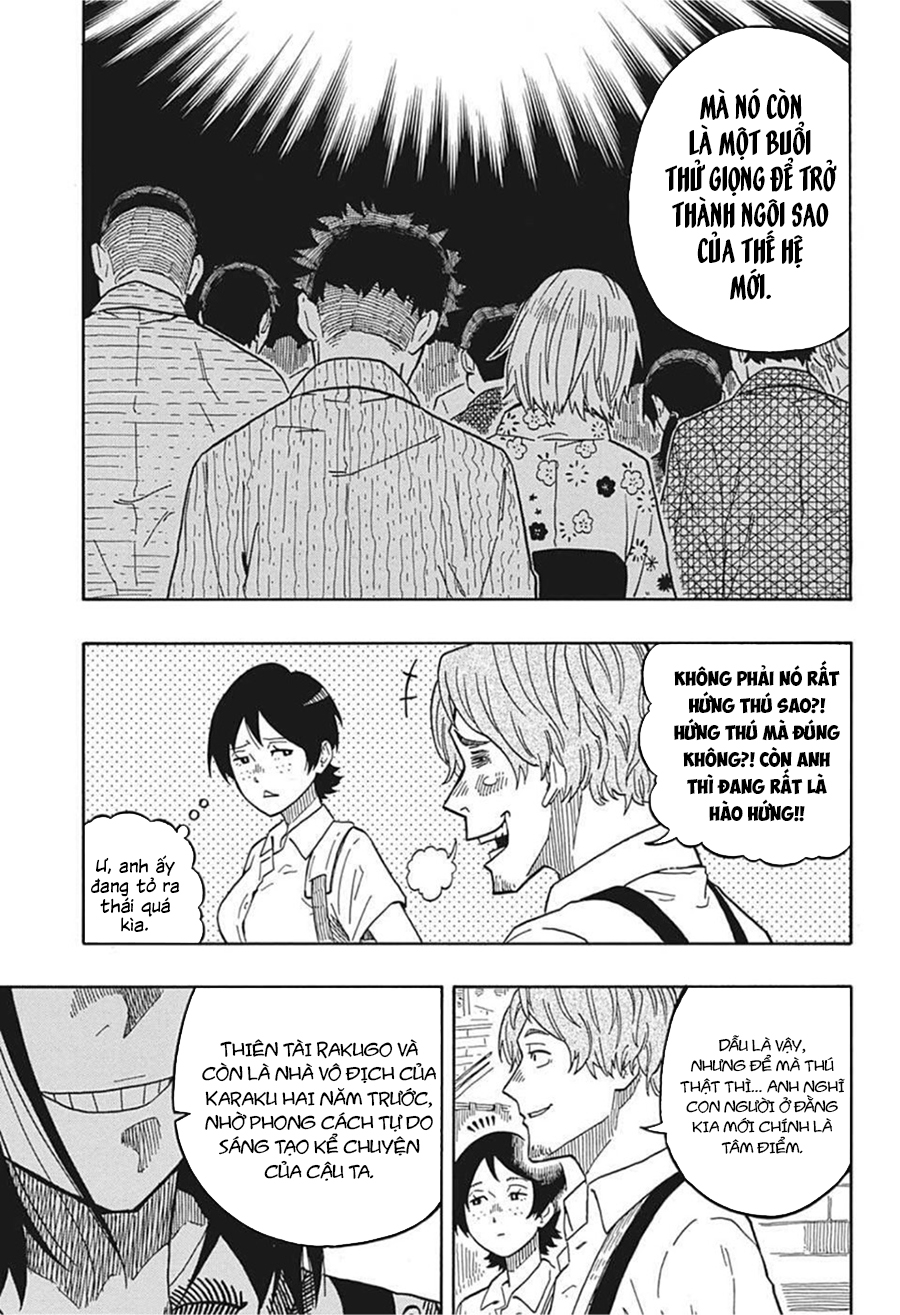 MÀ NÓ CÒN
LÀ MỘT BUỔI
THỬ GIỌNG ĐỂ TRỞ
THÀNH NGÔI SAO
CỦA THẾ HỆ
MỚI.
KHÔNG PHẢI NÓ RẤT
HỨNG THÚ SAO?!
HỨNG THÚ MÀ ĐÚNG
KHÔNG?! CÒN ANH
THÌ ĐANG RẤT LÀ
HÀO HỨNG!!
Ư, anh ấy
đang tỏ ra
thái quá
kìa.
DẦU LÀ VẬY,
NHƯNG ĐỂ MÀ THÚ
THẬT THÌ... ANH NGHĨ
CON NGƯỜI Ở ĐẰNG
KIA MỚI CHÍNH LÀ
TÂM ĐIỂM.
THIÊN TÀI RAKUGO VÀ
CÒN LÀ NHÀ VÔ ĐỊCH CỦA
KARAKU HAI NĂM TRƯỚC,
NHỜ PHONG CÁCH TỰ DO
SÁNG TẠO KỂ CHUYỆN
CỦA CẬU TA.